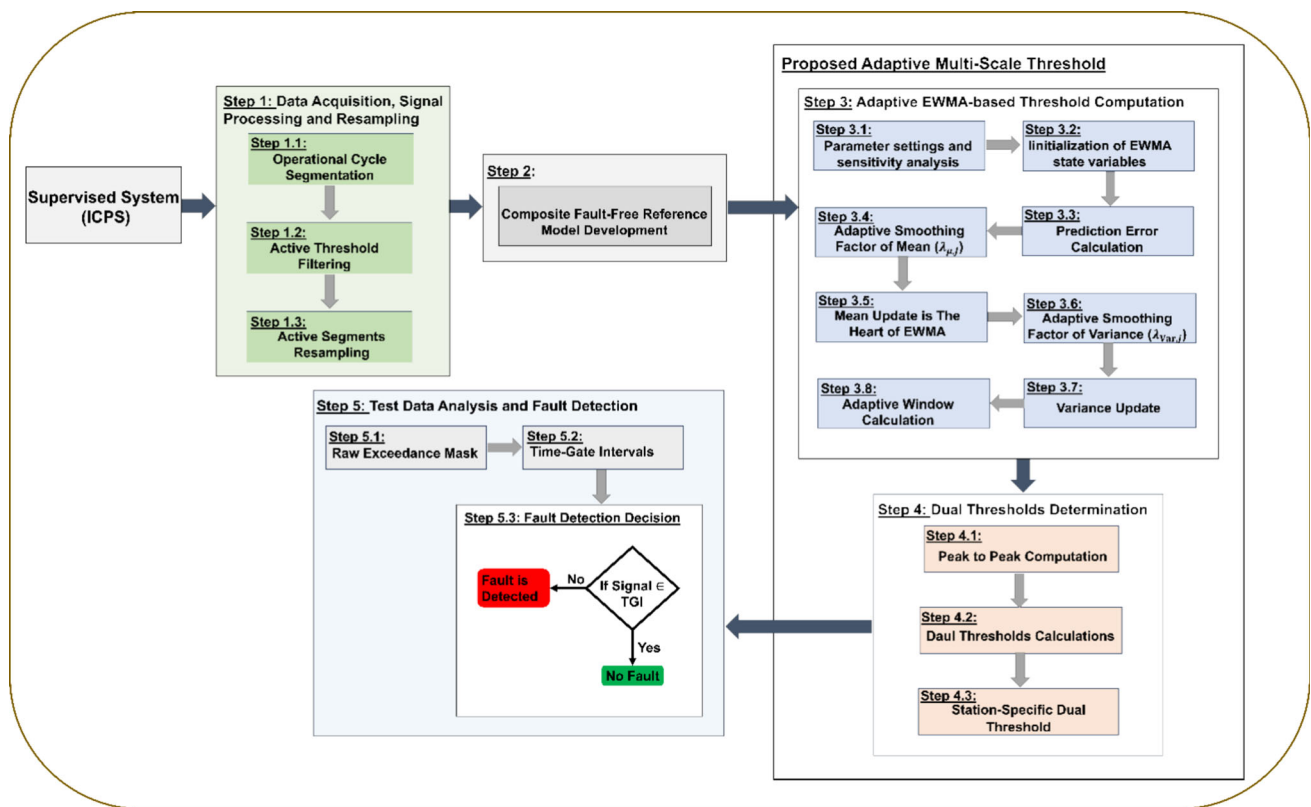 Supervised System
(ICPS)
Step 1: Data Acquisition, Signal
Processing and Resampling
Step 1.1:
Operational Cycle
Segmentation
Step 1.2:
Active Threshold
Filtering
Step 1.3:
Active Segments
Resampling
Step 2:
Composite Fault-Free Reference
Model Development
Proposed Adaptive Multi-Scale Threshold
Step 3: Adaptive EWMA-based Threshold Computation
Step 3.1:
Parameter settings and
sensitivity analysis
Step 3.2:
Iinitialization of EWMA
state variables
Step 3.3:
Prediction Error
Calculation
Step 3.4:
Adaptive Smoothing
Factor of Mean (λμ,j)
Step 3.5:
Mean Update is The
Heart of EWMA
Step 3.6:
Adaptive Smoothing
Factor of Variance (λVar,j)
Step 3.7:
Variance Update
Step 3.8:
Adaptive Window
Calculation
Step 4: Dual Thresholds Determination
Step 4.1:
Peak to Peak Computation
Step 4.2:
Daul Thresholds Calculations
Step 4.3:
Station-Specific Dual
Threshold
Step 5: Test Data Analysis and Fault Detection
Step 5.1:
Raw Exceedance Mask
Step 5.2:
Time-Gate Intervals
Step 5.3: Fault Detection Decision
If Signal ∈
TGI
No
Fault is
Detected
Yes
No Fault